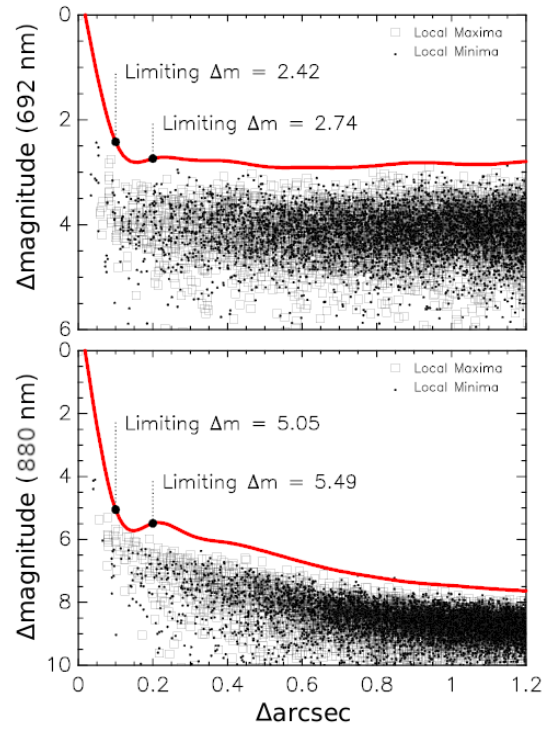 0
Local Maxima
Local Minima
Limiting Δm = 2.42
Limiting Δm = 2.74
2
4
6
Δmagnitude (692 nm)
0
Local Maxima
Local Minima
Limiting Δm = 5.05
Limiting Δm = 5.49
2
4
6
8
10
Δmagnitude (880 nm)
0 0.2 0.4 0.6 0.8 1 1.2
Δarcsec